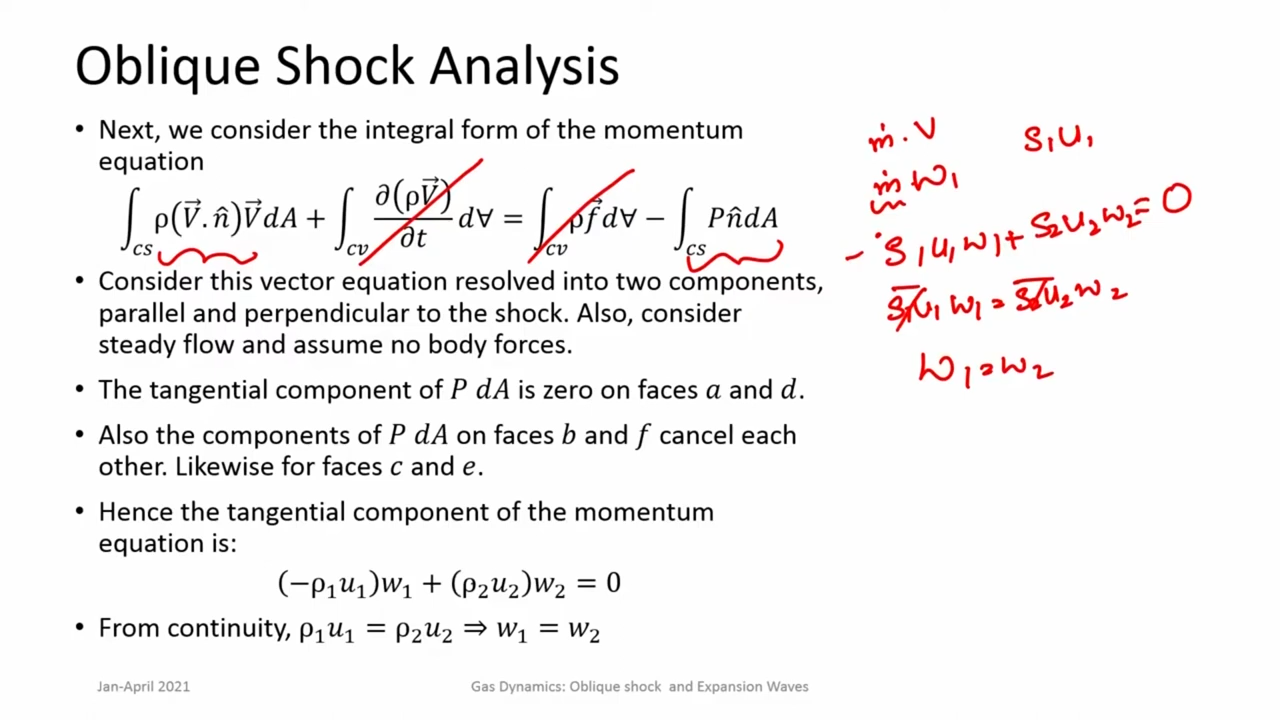 Oblique Shock Analysis
• Next, we consider the integral form of the momentum
equation
∫_cs ρ(V⃗.n̂)V⃗dA + ∫_cv ∂(ρV⃗)/∂t d∀ = ∫_cv ρf⃗d∀ − ∫_cs Pn̂dA
• Consider this vector equation resolved into two components,
parallel and perpendicular to the shock. Also, consider
steady flow and assume no body forces.
• The tangential component of P dA is zero on faces a and d.
• Also the components of P dA on faces b and f cancel each
other. Likewise for faces c and e.
• Hence the tangential component of the momentum
equation is:
(−ρ₁u₁)w₁ + (ρ₂u₂)w₂ = 0
• From continuity, ρ₁u₁ = ρ₂u₂ ⇒ w₁ = w₂
ṁ . V
ρ₁u₁
ṁ w₁
− ρ₁u₁w₁ + ρ₂u₂w₂ = 0
ρ₁u₁w₁ = ρ₂u₂w₂
w₁ = w₂
Jan-April 2021
Gas Dynamics: Oblique shock and Expansion Waves